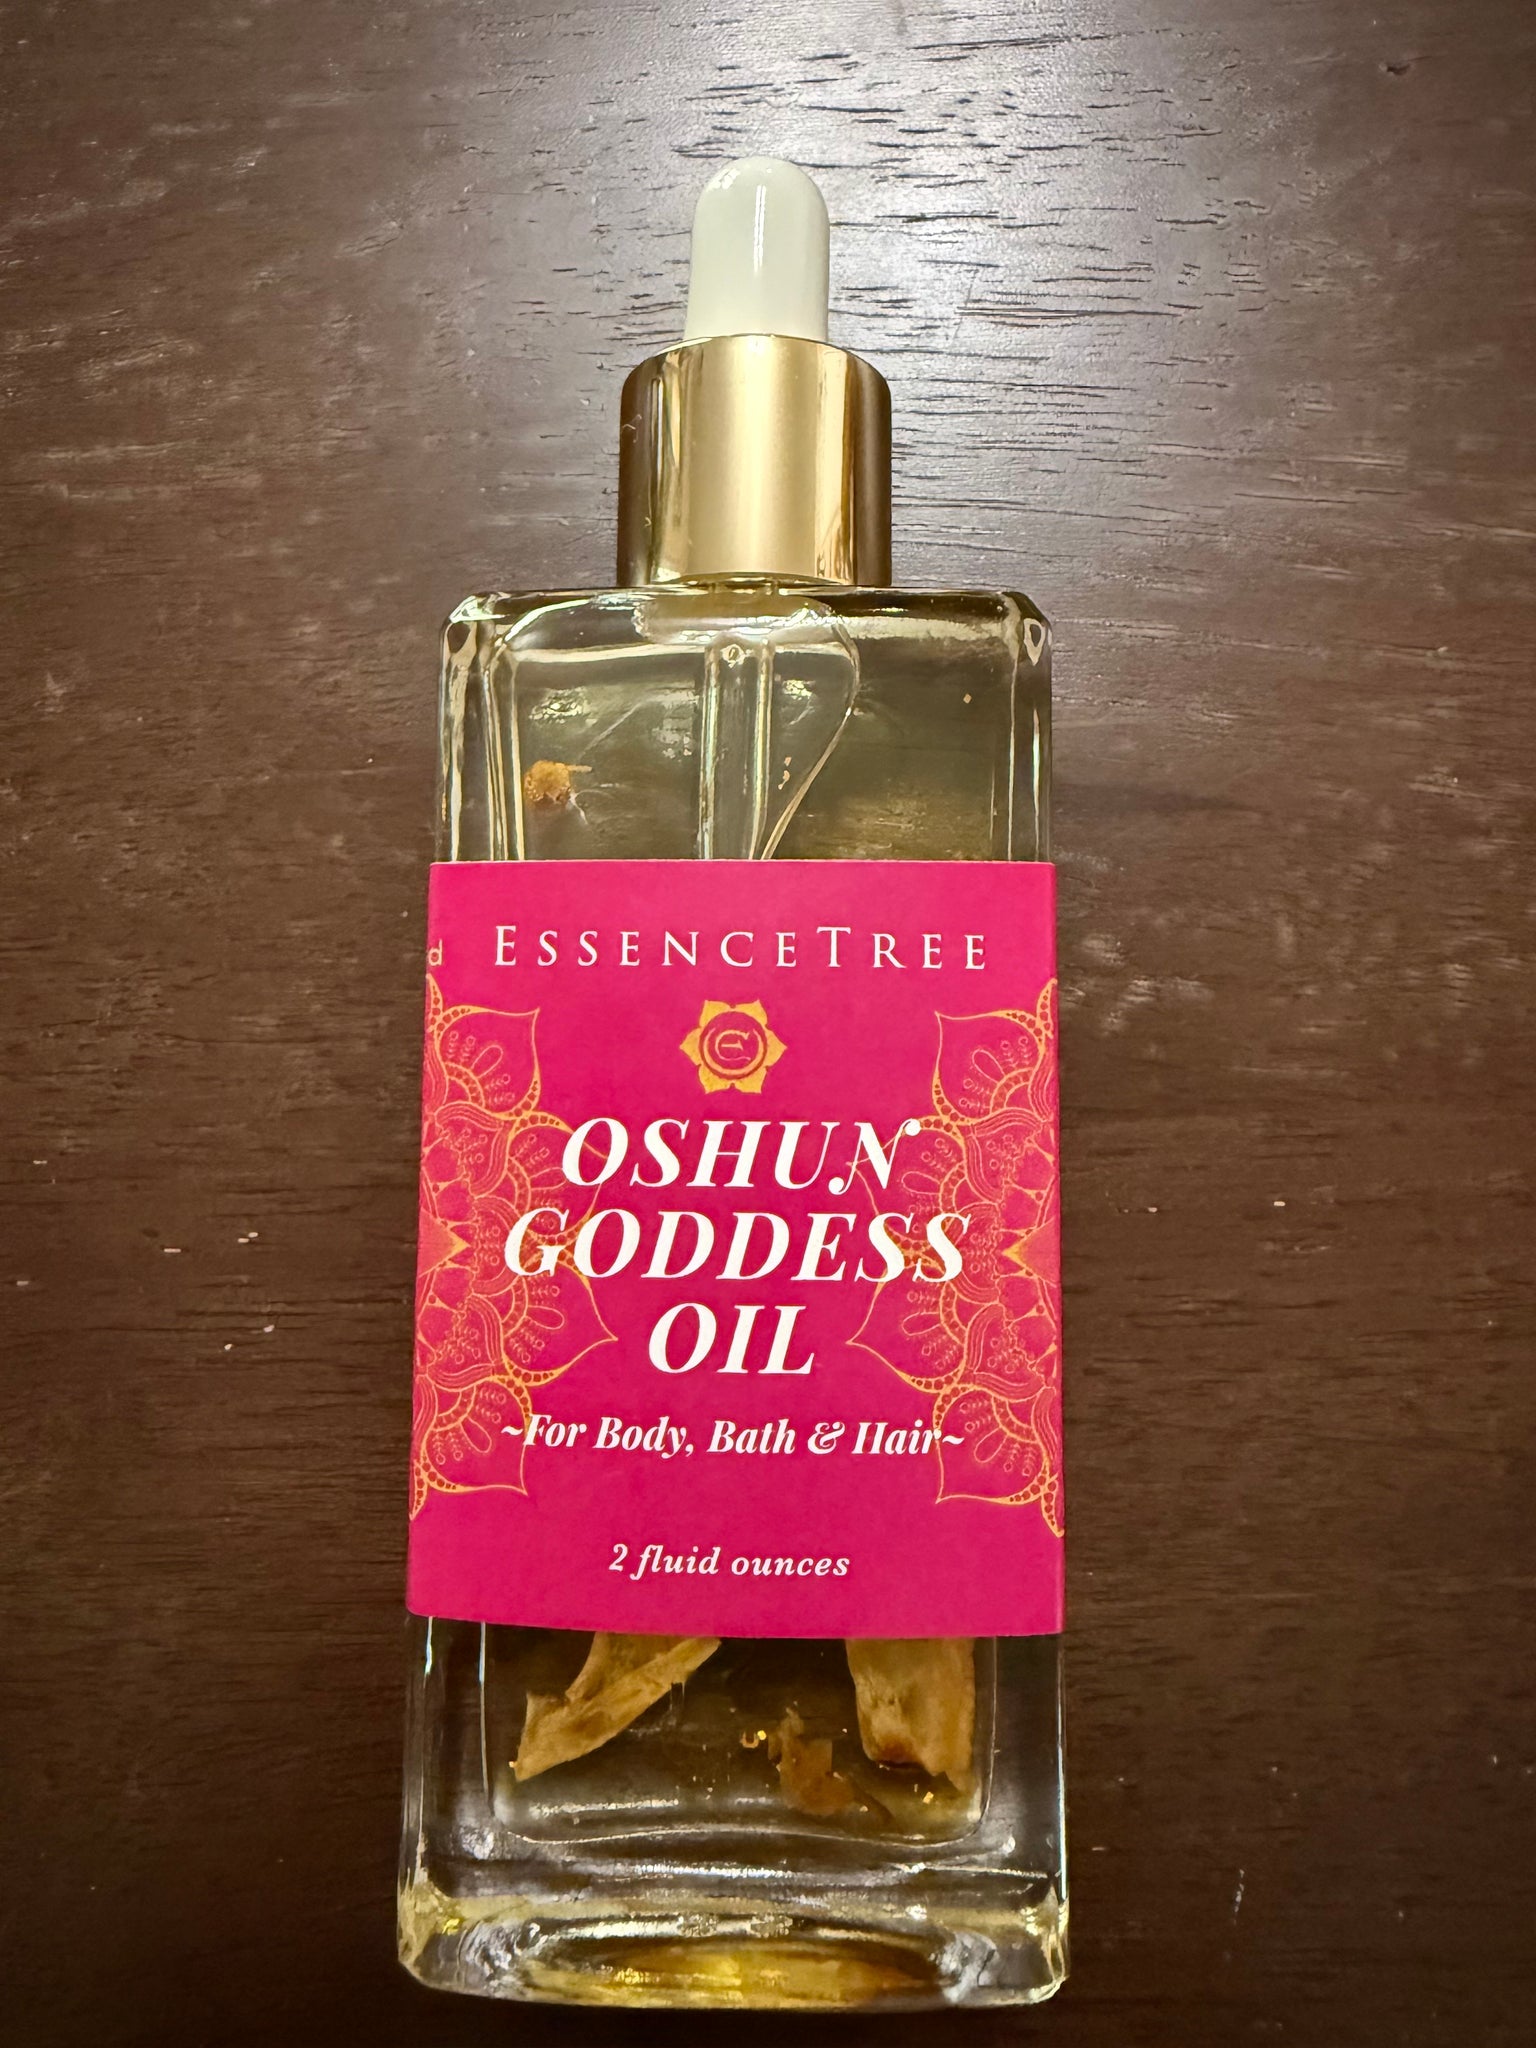 ESSENCETREE
E
OSHUN
GODDESS
OIL
~For Body, Bath & Hair~
2 fluid ounces